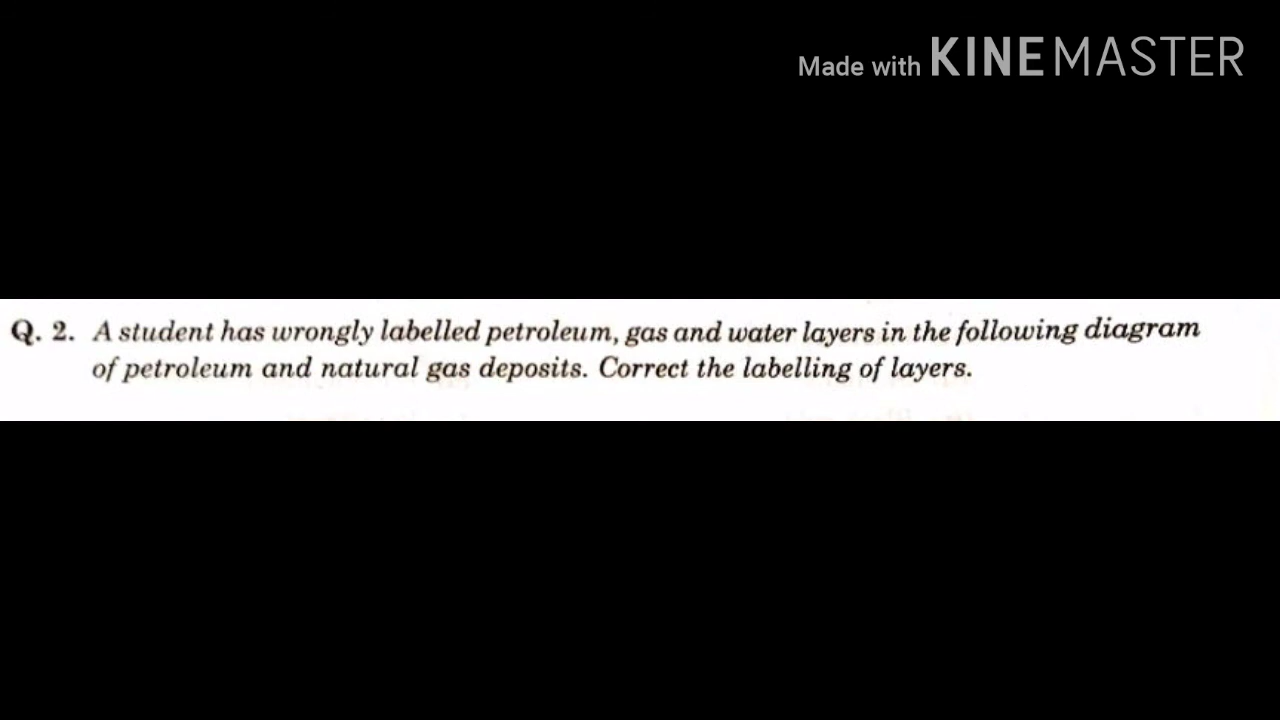 Made with KINEMASTER
Q. 2. A student has wrongly labelled petroleum, gas and water layers in the following diagram
of petroleum and natural gas deposits. Correct the labelling of layers.